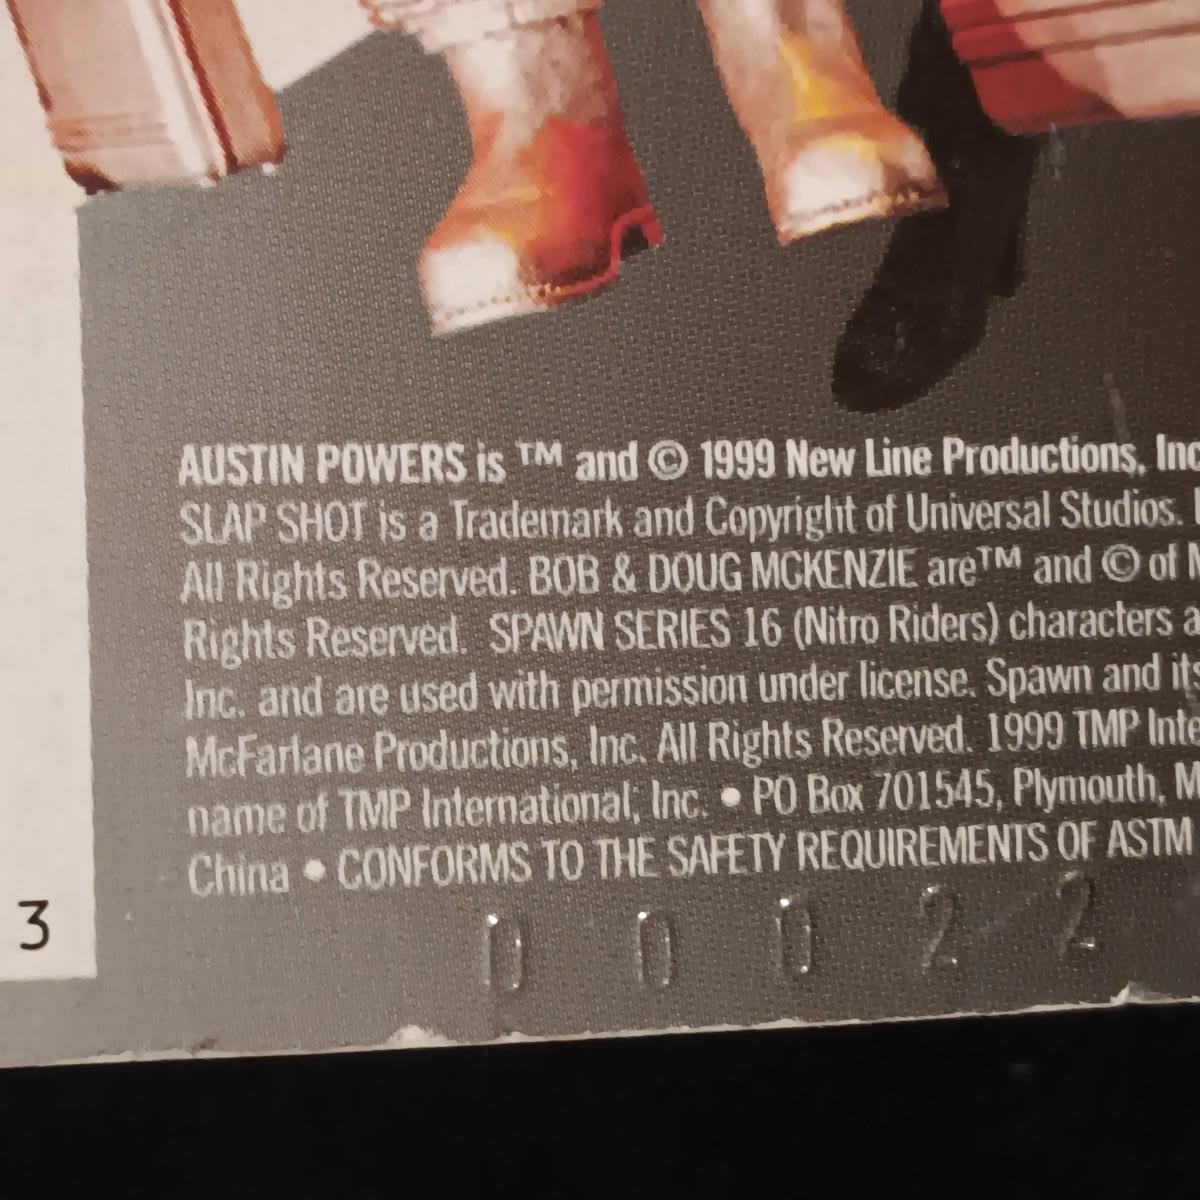 AUSTIN POWERS is ™ and © 1999 New Line Productions, Inc
SLAP SHOT is a Trademark and Copyright of Universal Studios.
All Rights Reserved. BOB & DOUG MCKENZIE are™ and © of
Rights Reserved. SPAWN SERIES 16 (Nitro Riders) characters
Inc. and are used with permission under license. Spawn and its
McFarlane Productions, Inc. All Rights Reserved. 1999 TMP
name of TMP International, Inc. • PO Box 701545, Plymouth,
China • CONFORMS TO THE SAFETY REQUIREMENTS OF ASTM
3
0 0 0 2 2